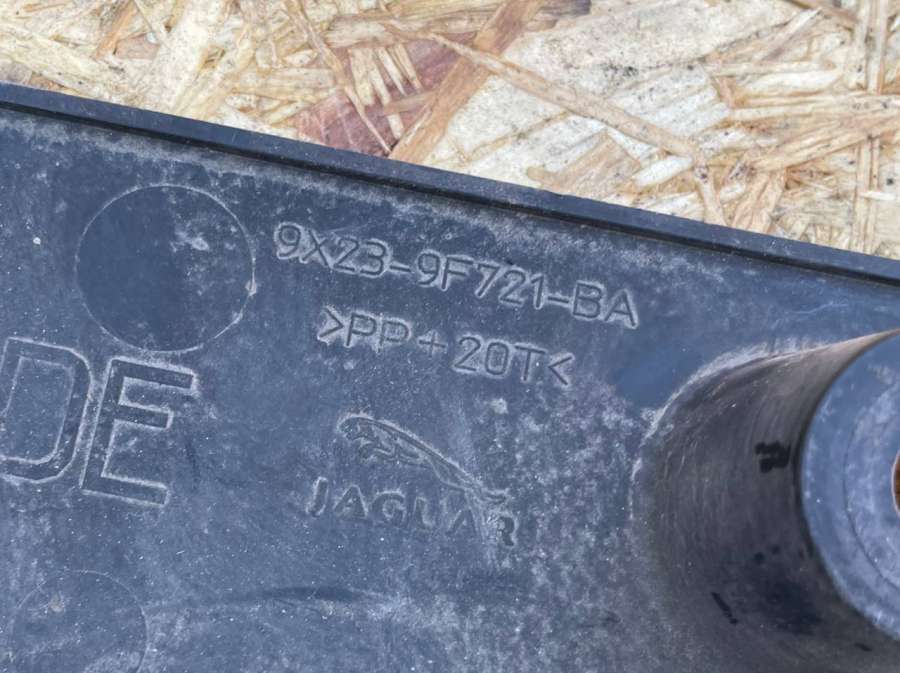 9X23-9F721-BA
>PP+20T<
DE
JAGUAR